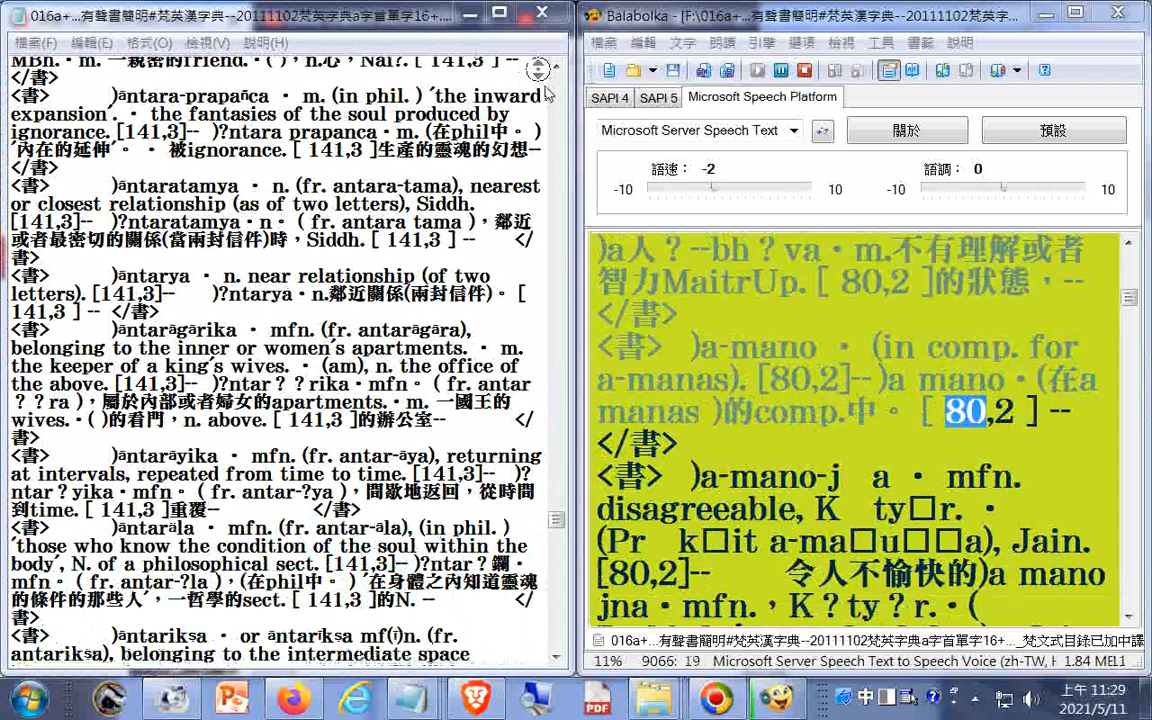 016a+...有聲書簡明#梵英漢字典--20111102梵英字典a字首單字16+...
檔案(F) 編輯(E) 格式(O) 檢視(V) 說明(H)
MBh. · m. 一親密的friend. · ( ), n.心, Nal?. [ 141,3 ] --
</書>
<書> )āntara-prapañca · m. (in phil. ) 'the inward
expansion'. · the fantasies of the soul produced by
ignorance. [141,3]-- )?ntara prapanca · m. (在phil中。 )
'內在的延伸'。 · 被ignorance. [ 141,3 ]生產的靈魂的幻想--
</書>
<書> )āntaratamya · n. (fr. antara-tama), nearest
or closest relationship (as of two letters), Siddh.
[141,3]-- )?ntaratamya · n。 ( fr. antara tama ), 鄰近
或者最密切的關係(當兩封信件)時, Siddh. [ 141,3 ] -- </
書>
<書> )āntarya · n. near relationship (of two
letters). [141,3]-- )?ntarya · n.鄰近關係(兩封信件)。 [
141,3 ] -- </書>
<書> )āntarāgārika · mfn. (fr. antarāgāra),
belonging to the inner or women's apartments. · m.
the keeper of a king's wives. · (am), n. the office of
the above. [141,3]-- )?ntar ? ? rika · mfn。 ( fr. antar
? ? ra ), 屬於內部或者婦女的apartments. · m. 一國王的
wives. · ( )的看門, n. above. [ 141,3 ]的辦公室-- </
書>
<書> )āntarāyika · mfn. (fr. antar-āya), returning
at intervals, repeated from time to time. [141,3]-- )?
ntar ? yika · mfn。 ( fr. antar-?ya ), 間歇地返回, 從時間
到time. [ 141,3 ]重覆-- </書>
<書> )āntarāla · mfn. (fr. antar-āla), (in phil. )
'those who know the condition of the soul within the
body', N. of a philosophical sect. [141,3]-- )?ntar ? 鑞 ·
mfn。 ( fr. antar-?la ), (在phil中。 ) '在身體之內知道靈魂
的條件的那些人', 一哲學的sect. [ 141,3 ]的N. -- </
書>
<書> )āntariksa · or āntarīksa mf(ī)n. (fr.
antariksa), belonging to the intermediate space
Balabolka - [F:\016a+...有聲書簡明#梵英漢字典--20111102梵英字...
檔案 編輯 文字 朗讀 引擎 選項 檢視 工具 書籤 說明
SAPI 4 SAPI 5 Microsoft Speech Platform
Microsoft Server Speech Text 關於 預設
語速: -2 語調: 0
-10 10 -10 10
)a人 ? --bh ? va · m.不有理解或者
智力MaitrUp. [ 80,2 ]的狀態, --
</書>
<書> )a-mano · (in comp. for
a-manas). [80,2]-- )a mano · (在a
manas )的comp.中。 [ 80,2 ] --
</書>
<書> )a-mano-j a · mfn.
disagreeable, K ty□r. ·
(Pr k□it a-ma□u□□a), Jain.
[80,2]-- 令人不愉快的)a mano
jna · mfn. , K ? ty ? r. · (
016a+...有聲書簡明#梵英漢字典--20111102梵英字典a字首單字16+..._梵文式目錄已加中譯
11% 9066: 19 Microsoft Server Speech Text to Speech Voice (zh-TW, H 1.84 МБ1
中
上午 11:29
2021/5/11